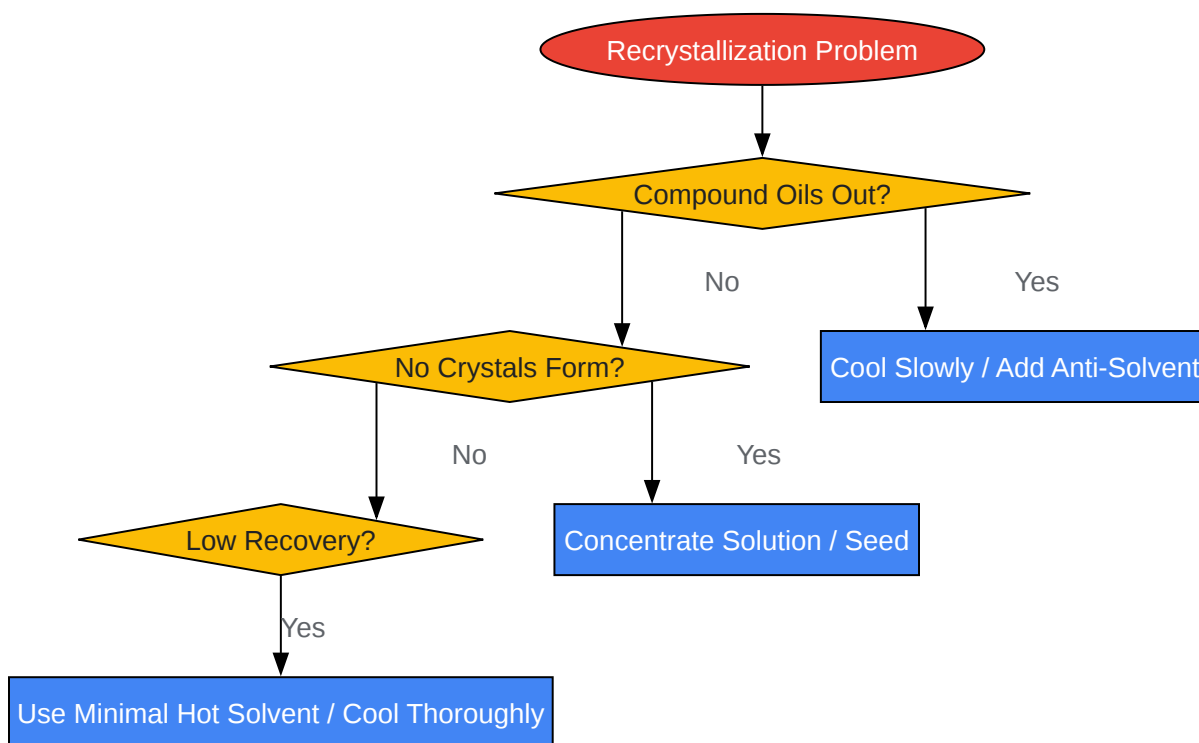 Recrystallization Problem
Compound Oils Out?
No
Yes
No Crystals Form?
Cool Slowly / Add Anti-Solvent
No
Yes
Low Recovery?
Concentrate Solution / Seed
Yes
Use Minimal Hot Solvent / Cool Thoroughly